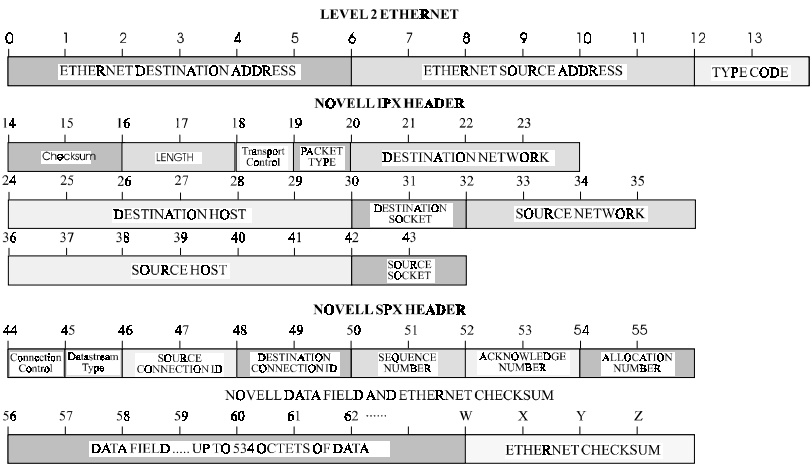 LEVEL 2 ETHERNET
0 1 2 3 4 5 6 7 8 9 10 11 12 13
ETHERNET DESTINATION ADDRESS ETHERNET SOURCE ADDRESS TYPE CODE
NOVELL IPX HEADER
14 15 16 17 18 19 20 21 22 23
Checksum LENGTH Transport Control PACKET TYPE DESTINATION NETWORK
24 25 26 27 28 29 30 31 32 33 34 35
DESTINATION HOST DESTINATION SOCKET SOURCE NETWORK
36 37 38 39 40 41 42 43
SOURCE HOST SOURCE SOCKET
NOVELL SPX HEADER
44 45 46 47 48 49 50 51 52 53 54 55
Connection Control Datastream Type SOURCE CONNECTION ID DESTINATION CONNECTION ID SEQUENCE NUMBER ACKNOWLEDGE NUMBER ALLOCATION NUMBER
NOVELL DATA FIELD AND ETHERNET CHECKSUM
56 57 58 59 60 61 62 ...... W X Y Z
DATA FIELD ..... UP TO 534 OCTETS OF DATA ETHERNET CHECKSUM